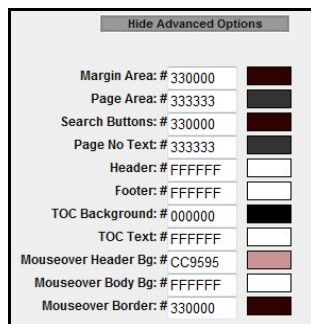 Hide Advanced Options
Margin Area: # 330000
Page Area: # 333333
Search Buttons: # 330000
Page No Text: # 333333
Header: # FFFFFF
Footer: # FFFFFF
TOC Background: # 000000
TOC Text: # FFFFFF
Mouseover Header Bg: # CC9595
Mouseover Body Bg: # FFFFFF
Mouseover Border: # 330000